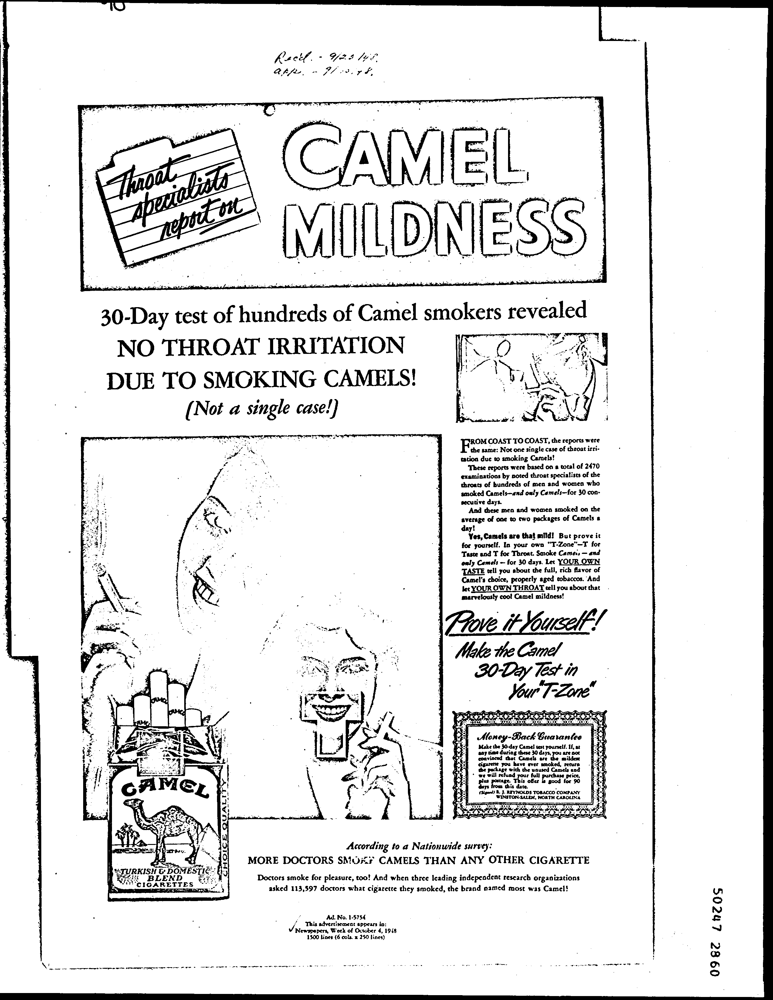 Recd. - 9/23/48.
CAMEL
MILDNESS
Throat
specialists
report on
30-Day test of hundreds of Camel smokers revealed
NO THROAT IRRITATION
DUE TO SMOKING CAMELS!
(Not a single case!)
FROM COAST TO COAST, the reports were
the same: Not one single case of throat irri-
tation due to smoking Camels!
These reports were based on a total of 2470
examinations by noted throat specialists of the
throats of hundreds of men and women who
smoked Camels—and only Camels—for 30 con-
secutive days.
And these men and women smoked on the
average of one to two packages of Camels a
day!
Yes, Camels are that mild! But prove it
for yourself. In your own "T-Zone"—T for
Taste and T for Throat. Smoke Camels — and
only Camels — for 30 days. Let YOUR OWN
TASTE tell you about the full, rich flavor of
Camel's choice, properly aged tobaccos. And
let YOUR OWN THROAT tell you about that
marvelously cool Camel mildness!
Prove it Yourself!
Make the Camel
30-Day Test in
Your "T-Zone"
Money-Back Guarantee
Make the 30-day Camel test yourself. If, at
any time during these 30 days, you are not
convinced that Camels are the mildest
cigarette you have ever smoked, return
the package with the unused Camels and
we will refund your full purchase price,
plus postage. This offer is good for 90
days from this date.
(Signed) R. J. REYNOLDS TOBACCO COMPANY
WINSTON-SALEM, NORTH CAROLINA
CAMEL
TURKISH & DOMESTIC
BLEND
CIGARETTES
CHOICE QUALITY
According to a Nationwide survey:
MORE DOCTORS SMOKE CAMELS THAN ANY OTHER CIGARETTE
Doctors smoke for pleasure, too! And when three leading independent research organizations
asked 113,597 doctors what cigarette they smoked, the brand named most was Camel!
Ad. No. 1-5754
This advertisement appears in:
Newspapers, Week of October 4, 1948
1500 lines (6 cols. x 250 lines)
50247 2860